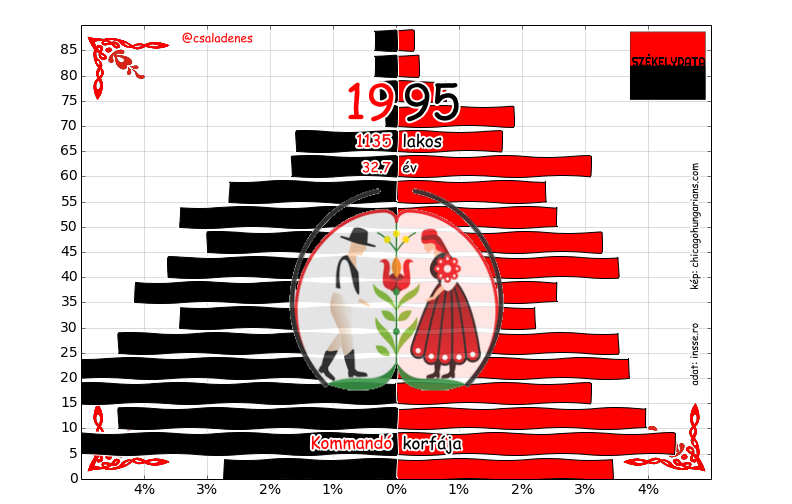 @csaladenes
SZÉKELYDATA
1995
1135 lakos
32.7 év
kép: chicagohungarians.com
adat: insse.ro
Kommandó korfája
85
80
75
70
65
60
55
50
45
40
35
30
25
20
15
10
5
0
4% 3% 2% 1% 0% 1% 2% 3% 4%